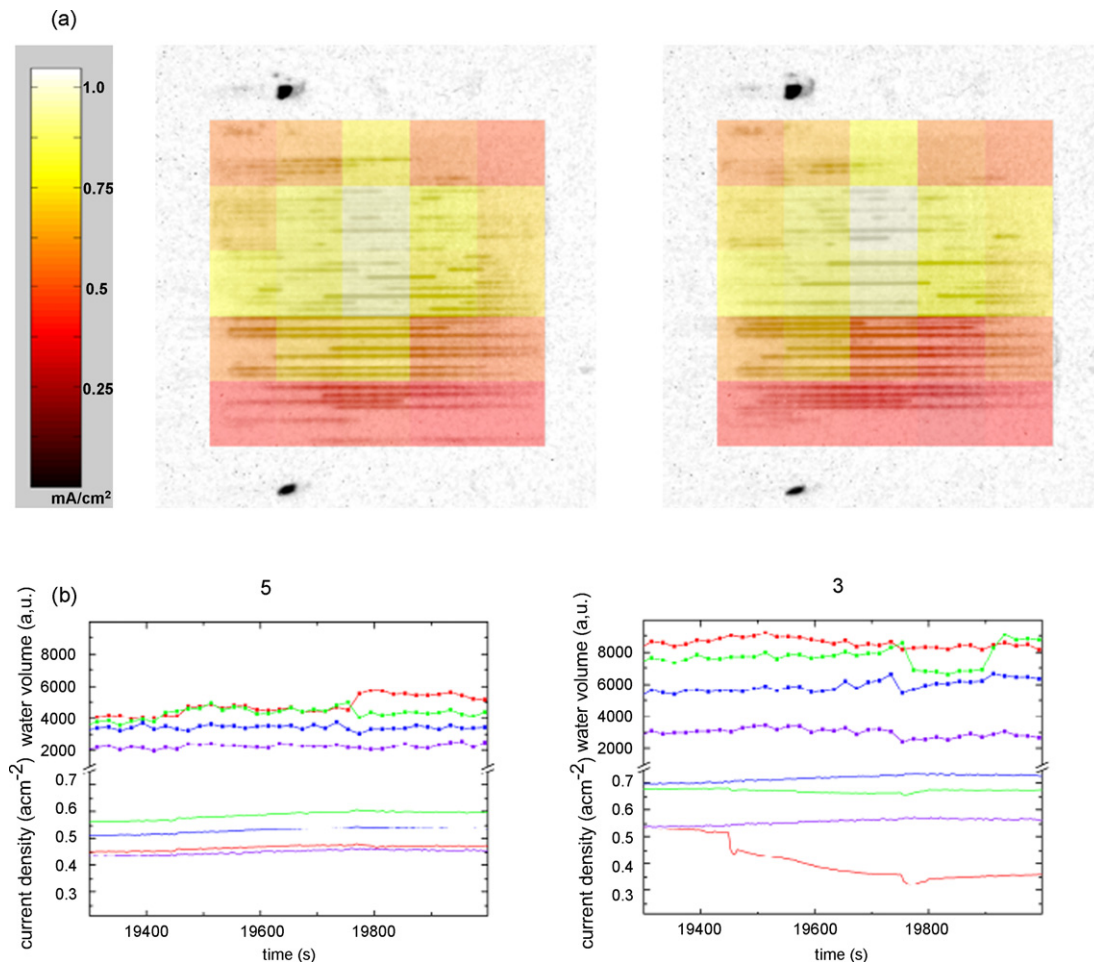 (a)
1.0
0.75
0.5
0.25
mA/cm²
(b)
5
3
water volume (a,u.)
8000
6000
4000
2000
current density (acm⁻²)
0.7
0.6
0.5
0.4
0.3
19400 19600 19800
time (s)
water volume (a,u.)
8000
6000
4000
2000
current density (acm⁻²)
0.7
0.6
0.5
0.4
0.3
19400 19600 19800
time (s)